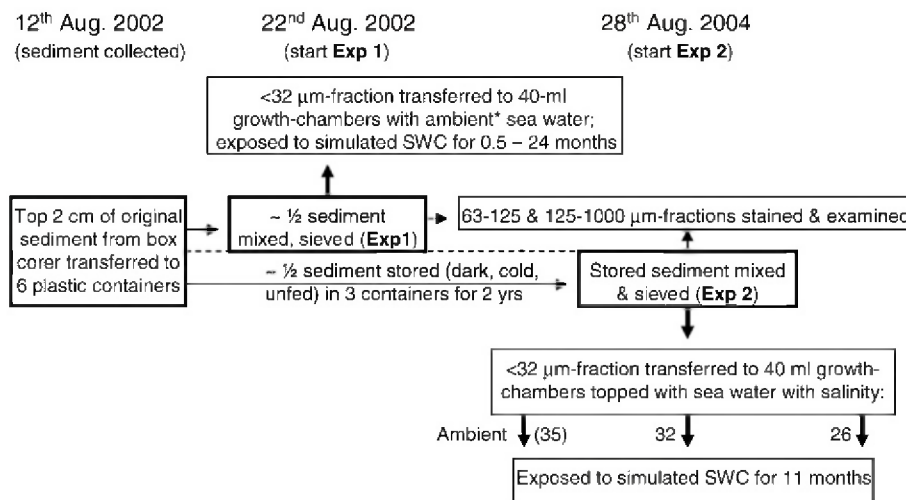 12th Aug. 2002
(sediment collected)
22nd Aug. 2002
(start Exp 1)
28th Aug. 2004
(start Exp 2)
<32 µm-fraction transferred to 40-ml
growth-chambers with ambient* sea water;
exposed to simulated SWC for 0.5 – 24 months
Top 2 cm of original
sediment from box
corer transferred to
6 plastic containers
~ ½ sediment
mixed, sieved (Exp1)
63-125 & 125-1000 µm-fractions stained & examined
~ ½ sediment stored (dark, cold,
unfed) in 3 containers for 2 yrs
Stored sediment mixed
& sieved (Exp 2)
<32 µm-fraction transferred to 40 ml growth-
chambers topped with sea water with salinity:
Ambient (35) 32 26
Exposed to simulated SWC for 11 months